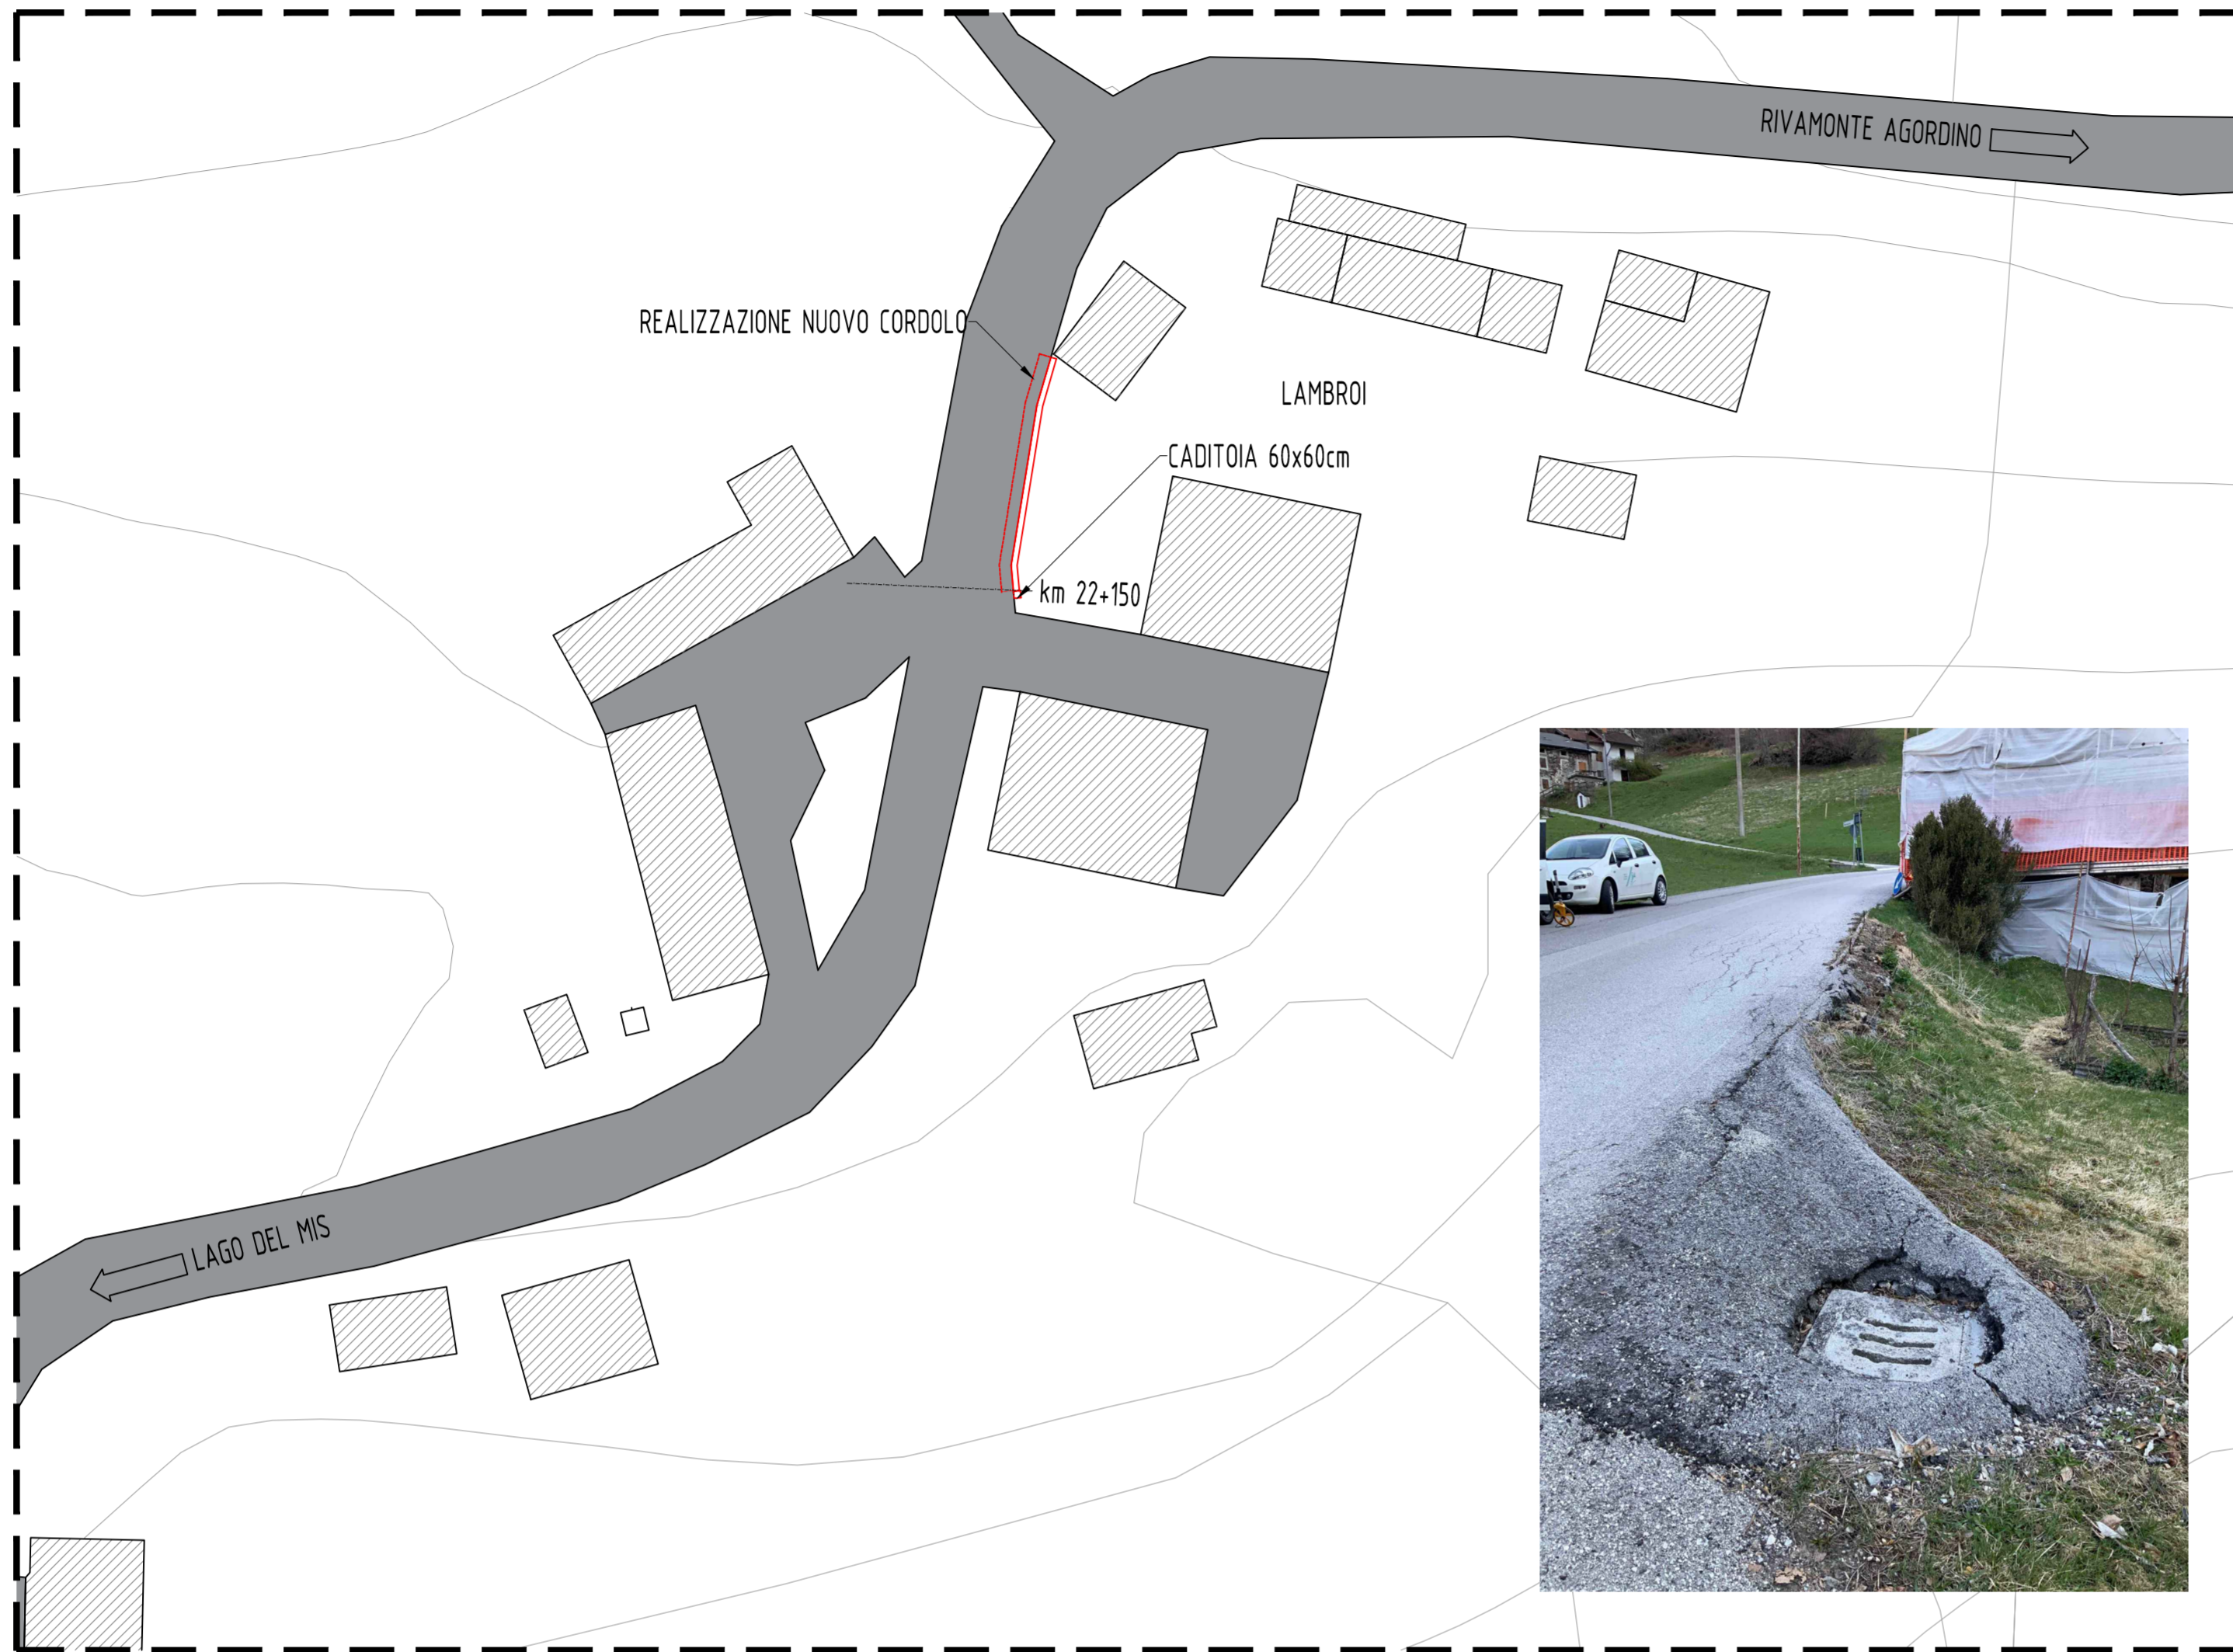 RIVAMONTE AGORDINO
REALIZZAZIONE NUOVO CORDOLO
LAMBROI
CADITOIA 60x60cm
km 22+150
LAGO DEL MIS